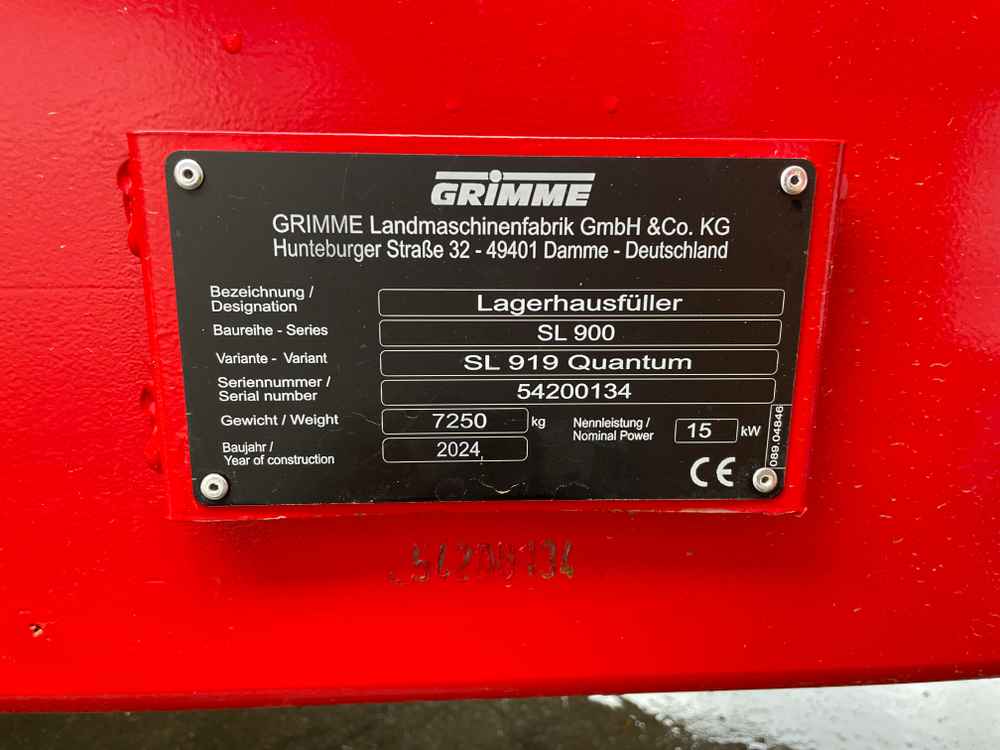 GRIMME
GRIMME Landmaschinenfabrik GmbH &Co. KG
Hunteburger Straße 32 - 49401 Damme - Deutschland
Bezeichnung /
Designation
Lagerhausfüller
Baureihe - Series
SL 900
Variante - Variant
SL 919 Quantum
Seriennummer /
Serial number
54200134
Gewicht / Weight
7250 kg
Nennleistung /
Nominal Power
15 kW
Baujahr /
Year of construction
2024
CE
089.04846
54200134